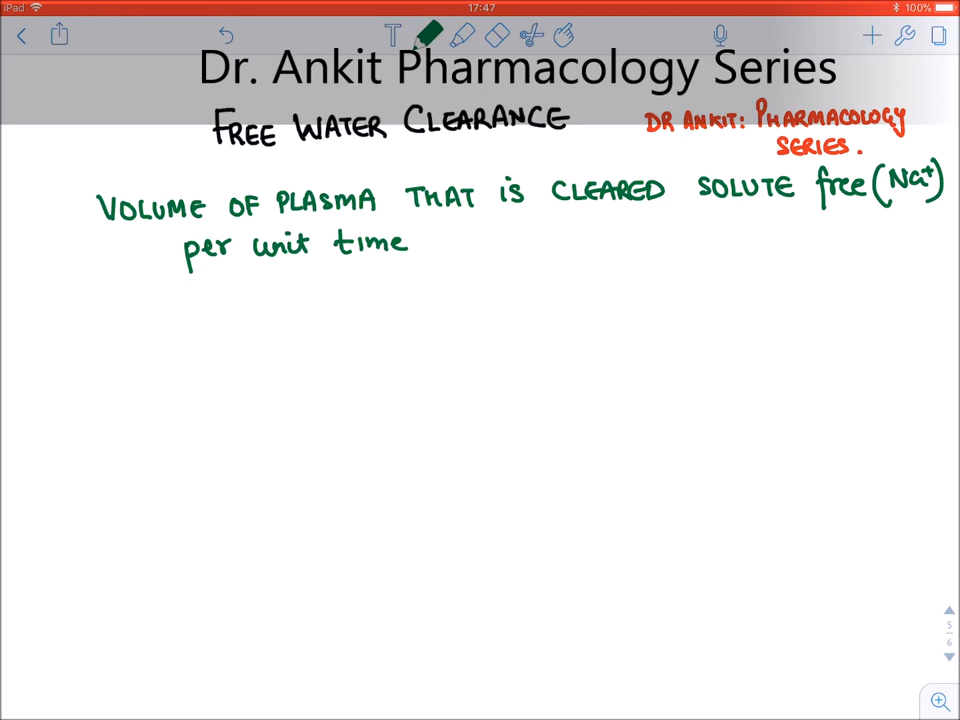 iPad 17:47 100%
Dr. Ankit Pharmacology Series
FREE WATER CLEARANCE
DR ANKIT: PHARMACOLOGY
SERIES.
VOLUME OF PLASMA THAT is CLEARED SOLUTE free (Na+)
per unit time
5
6